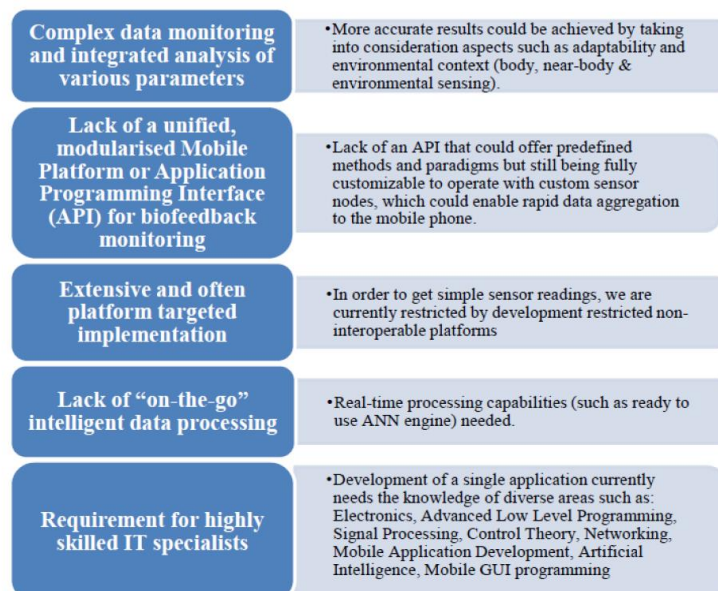 Complex data monitoring
and integrated analysis of
various parameters
•More accurate results could be achieved by taking
into consideration aspects such as adaptability and
environmental context (body, near-body &
environmental sensing).
Lack of a unified,
modularised Mobile
Platform or Application
Programming Interface
(API) for biofeedback
monitoring
•Lack of an API that could offer predefined
methods and paradigms but still being fully
customizable to operate with custom sensor
nodes, which could enable rapid data aggregation
to the mobile phone.
Extensive and often
platform targeted
implementation
•In order to get simple sensor readings, we are
currently restricted by development restricted non-
interoperable platforms
Lack of “on-the-go”
intelligent data processing
•Real-time processing capabilities (such as ready to
use ANN engine) needed.
Requirement for highly
skilled IT specialists
•Development of a single application currently
needs the knowledge of diverse areas such as:
Electronics, Advanced Low Level Programming,
Signal Processing, Control Theory, Networking,
Mobile Application Development, Artificial
Intelligence, Mobile GUI programming